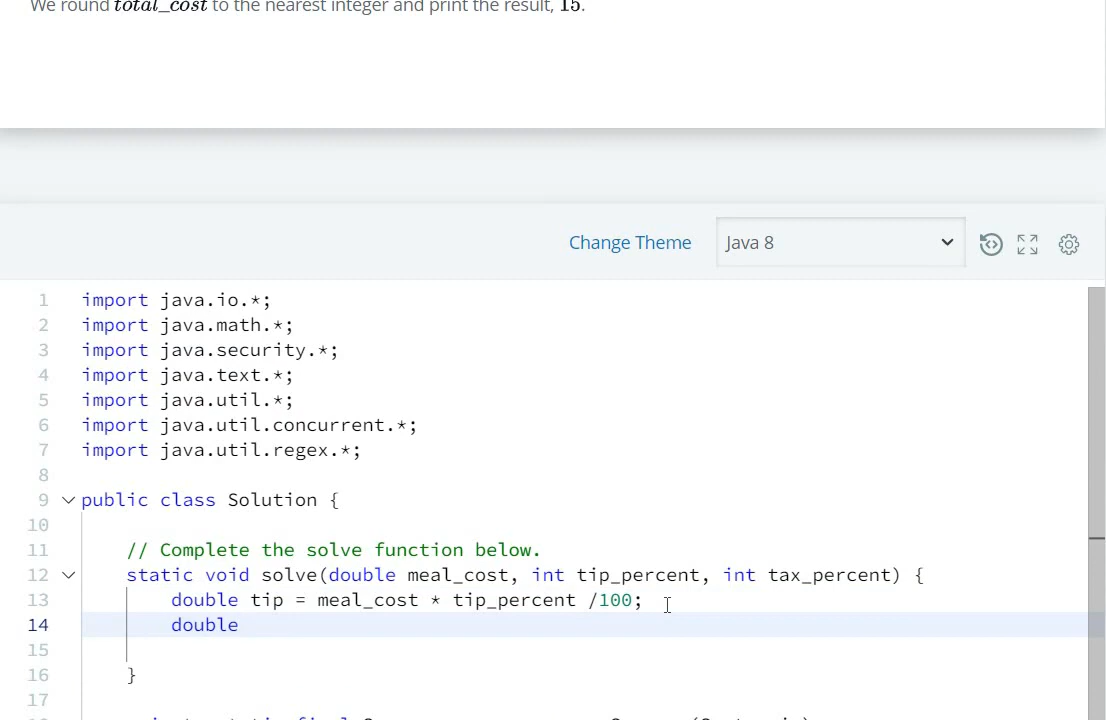 We round total_cost to the nearest integer and print the result, 15.
Change Theme
Java 8
1 import java.io.*;
2 import java.math.*;
3 import java.security.*;
4 import java.text.*;
5 import java.util.*;
6 import java.util.concurrent.*;
7 import java.util.regex.*;
8
9 public class Solution {
10
11 // Complete the solve function below.
12 static void solve(double meal_cost, int tip_percent, int tax_percent) {
13 double tip = meal_cost * tip_percent /100;
14 double
15
16 }
17